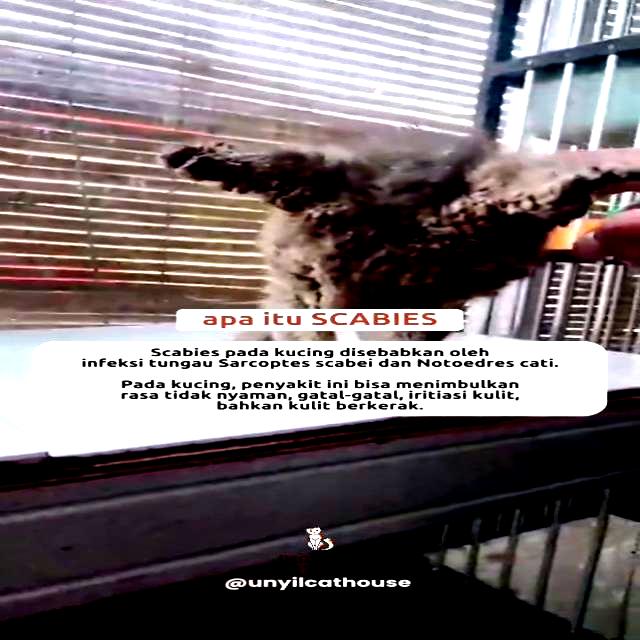 apa itu SCABIES
Scabies pada kucing disebabkan oleh
infeksi tungau Sarcoptes scabei dan Notoedres cati.
Pada kucing, penyakit ini bisa menimbulkan
rasa tidak nyaman, gatal-gatal, iritiasi kulit,
bahkan kulit berkerak.
@unyilcathouse